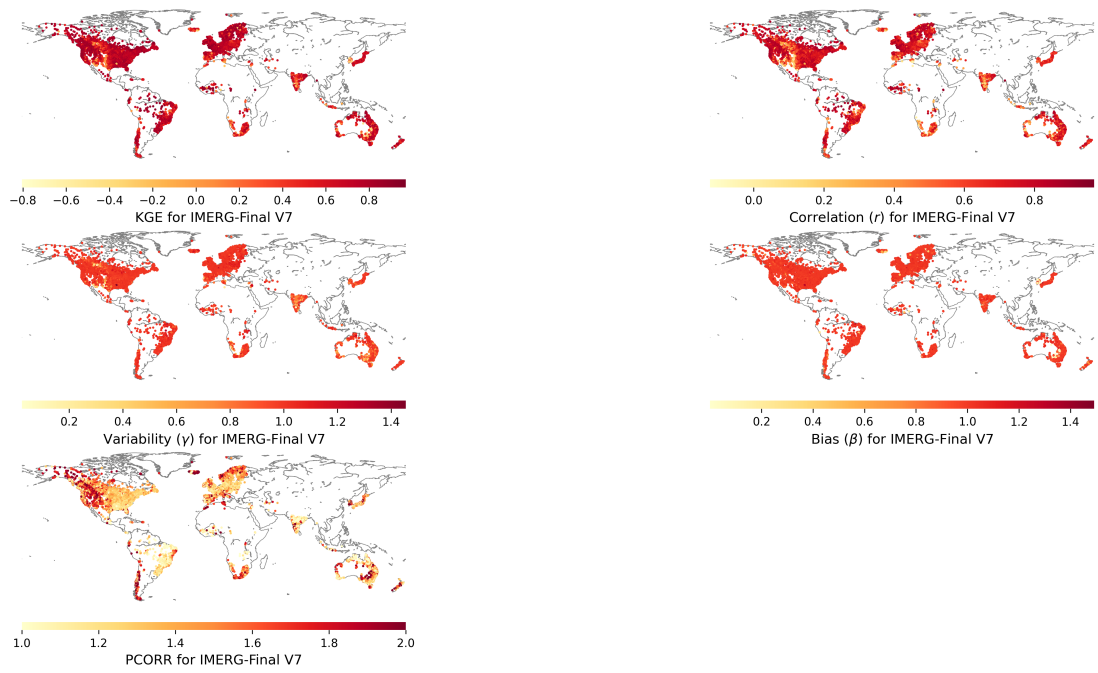 −0.8 −0.6 −0.4 −0.2 0.0 0.2 0.4 0.6 0.8
KGE for IMERG-Final V7
0.0 0.2 0.4 0.6 0.8
Correlation (r) for IMERG-Final V7
0.2 0.4 0.6 0.8 1.0 1.2 1.4
Variability (γ) for IMERG-Final V7
0.2 0.4 0.6 0.8 1.0 1.2 1.4
Bias (β) for IMERG-Final V7
1.0 1.2 1.4 1.6 1.8 2.0
PCORR for IMERG-Final V7